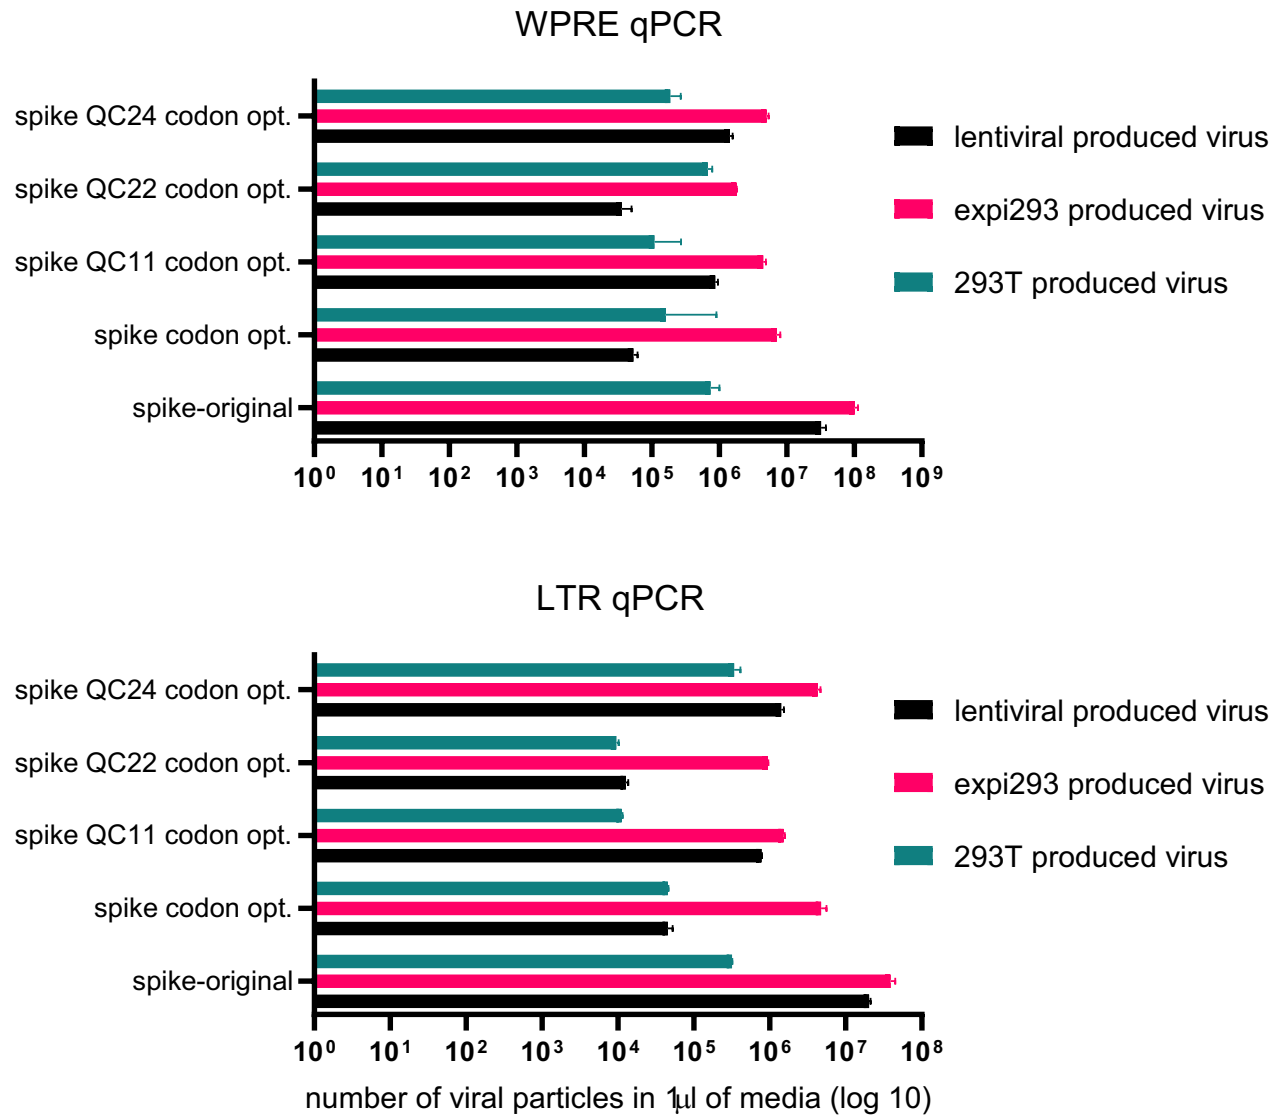 WPRE qPCR
spike QC24 codon opt.
spike QC22 codon opt.
spike QC11 codon opt.
spike codon opt.
spike-original
10⁰ 10¹ 10² 10³ 10⁴ 10⁵ 10⁶ 10⁷ 10⁸ 10⁹
lentiviral produced virus
expi293 produced virus
293T produced virus
LTR qPCR
spike QC24 codon opt.
spike QC22 codon opt.
spike QC11 codon opt.
spike codon opt.
spike-original
10⁰ 10¹ 10² 10³ 10⁴ 10⁵ 10⁶ 10⁷ 10⁸
number of viral particles in 1μl of media (log 10)
lentiviral produced virus
expi293 produced virus
293T produced virus